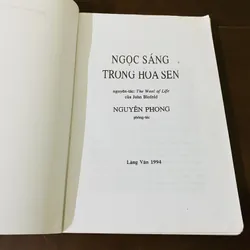 NGỌC SÁNG
TRONG HOA SEN
nguyên-tác The Weel of Life
của John Blofeld
NGUYÊN PHONG
phóng-tác
Làng Văn 1994